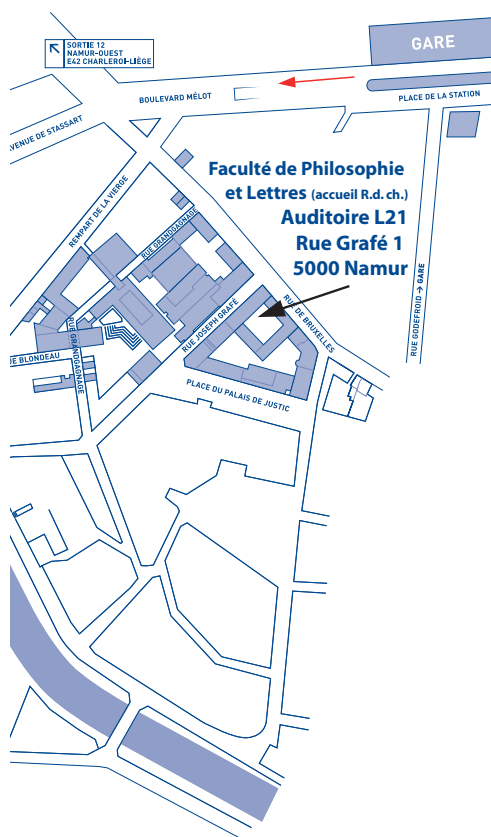 SORTIE 12
NAMUR-OUEST
E42 CHARLEROI-LIÈGE
GARE
BOULEVARD MÉLOT
PLACE DE LA STATION
VENUE DE STASSART
REMPART DE LA VIERGE
RUE GRANDGAGNAGE
Faculté de Philosophie
et Lettres (accueil R.d. ch.)
Auditoire L21
Rue Grafé 1
5000 Namur
RUE DE BRUXELLES
RUE GODEFROID → GARE
RUE JOSEPH GRAFÉ
RUE GRANDGAGNAGE
E BLONDEAU
PLACE DU PALAIS DE JUSTIC